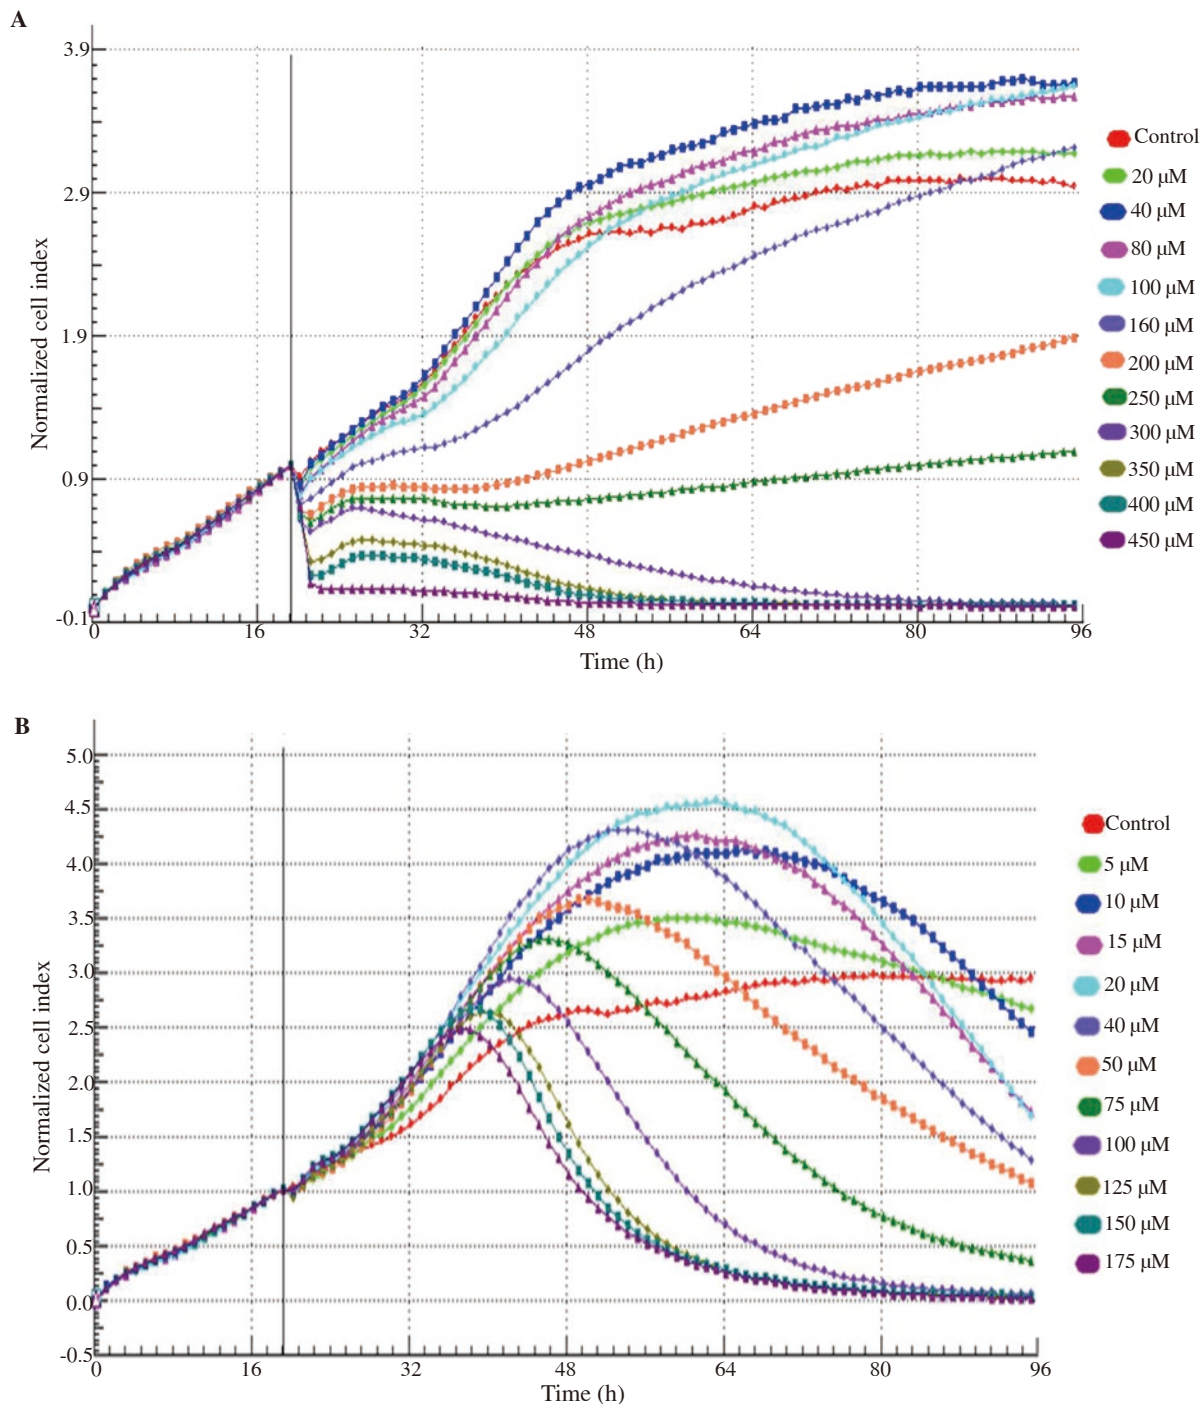 A
3.9
2.9
1.9
0.9
-0.1
Normalized cell index
0 16 32 48 64 80 96
Time (h)
Control
20 µM
40 µM
80 µM
100 µM
160 µM
200 µM
250 µM
300 µM
350 µM
400 µM
450 µM
B
5.0
4.5
4.0
3.5
3.0
2.5
2.0
1.5
1.0
0.5
0.0
-0.5
Normalized cell index
0 16 32 48 64 80 96
Time (h)
Control
5 µM
10 µM
15 µM
20 µM
40 µM
50 µM
75 µM
100 µM
125 µM
150 µM
175 µM